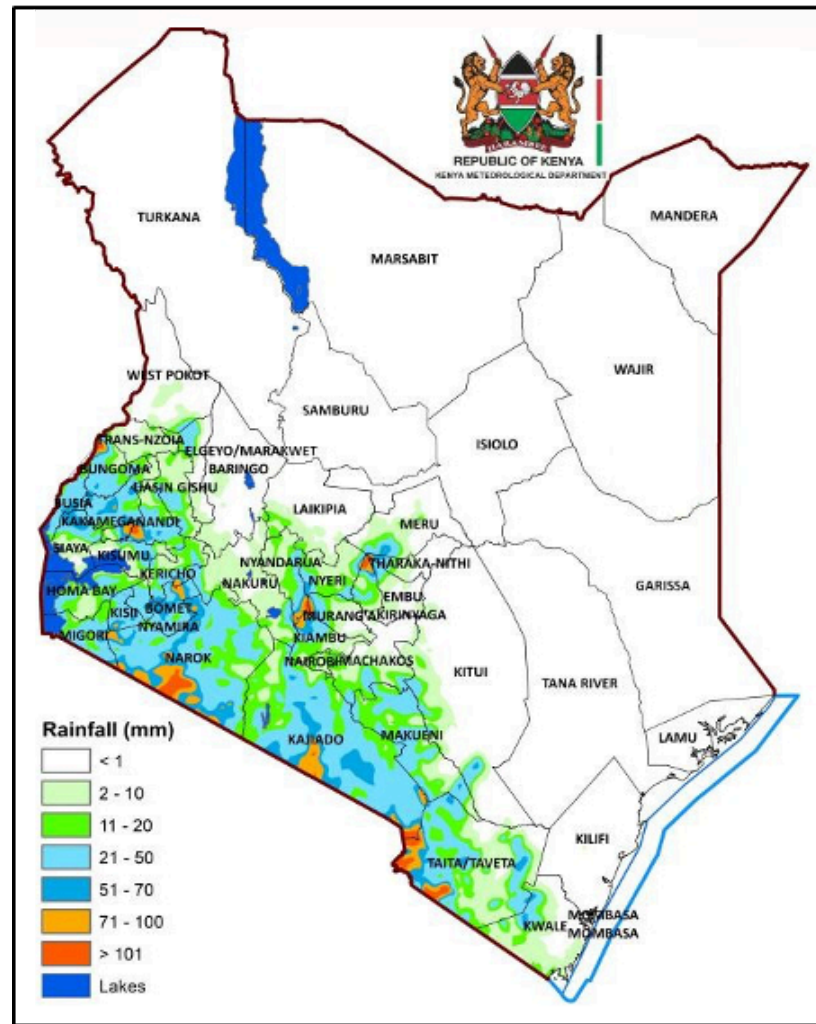 HARAMBEE
REPUBLIC OF KENYA
KENYA METEOROLOGICAL DEPARTMENT
MANDERA
TURKANA
MARSABIT
WAJIR
WEST POKOT
SAMBURU
ISIOLO
TRANS-NZOIA
ELGEYO/MARAKWET
BUNGOMA
BARINGO
UASIN GISHU
BUSIA
LAIKIPIA
KAKAMEGA
NANDI
MERU
SIAYA
KISUMU
NYANDARUA
THARAKA-NITHI
KERICHO
NYERI
NAKURU
GARISSA
HOMA BAY
EMBU
KISII
BOMET
MURANG'A
KIRINYAGA
NYAMIRA
MIGORI
KIAMBU
NAROK
NAIROBI
MACHAKOS
KITUI
TANA RIVER
KAJIADO
MAKUENI
LAMU
KILIFI
TAITA/TAVETA
KWALE
MOMBASA
MOMBASA
Rainfall (mm)
< 1
2 - 10
11 - 20
21 - 50
51 - 70
71 - 100
> 101
Lakes